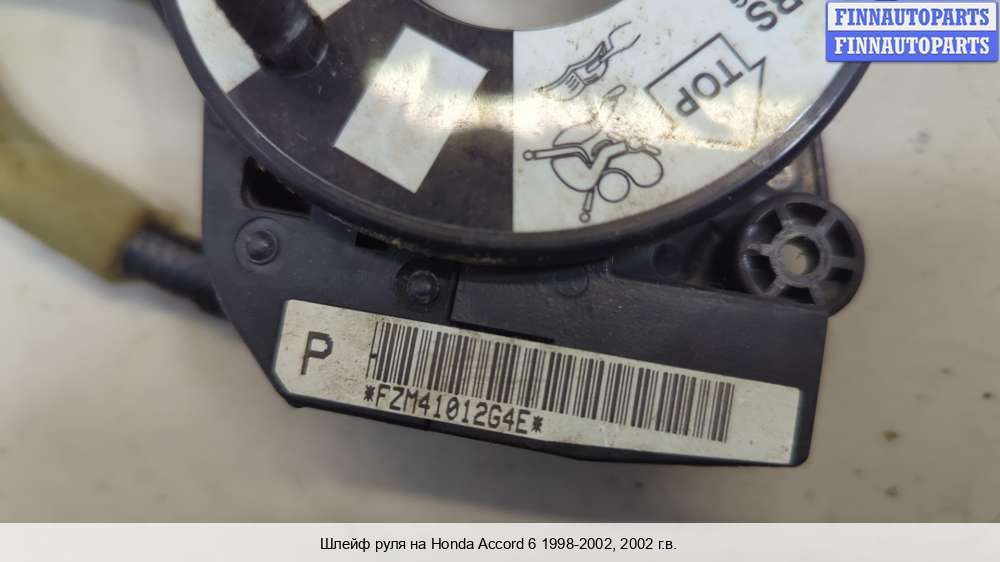 FINNAUTOPARTS
FINNAUTOPARTS
TOP
P
*FZM41012G4E*
Шлейф руля на Honda Accord 6 1998-2002, 2002 г.в.